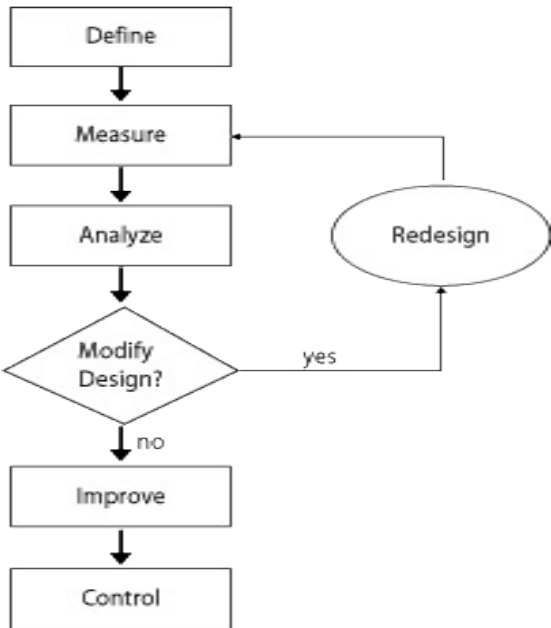 Define
Measure
Analyze
Redesign
Modify
Design?
yes
no
Improve
Control